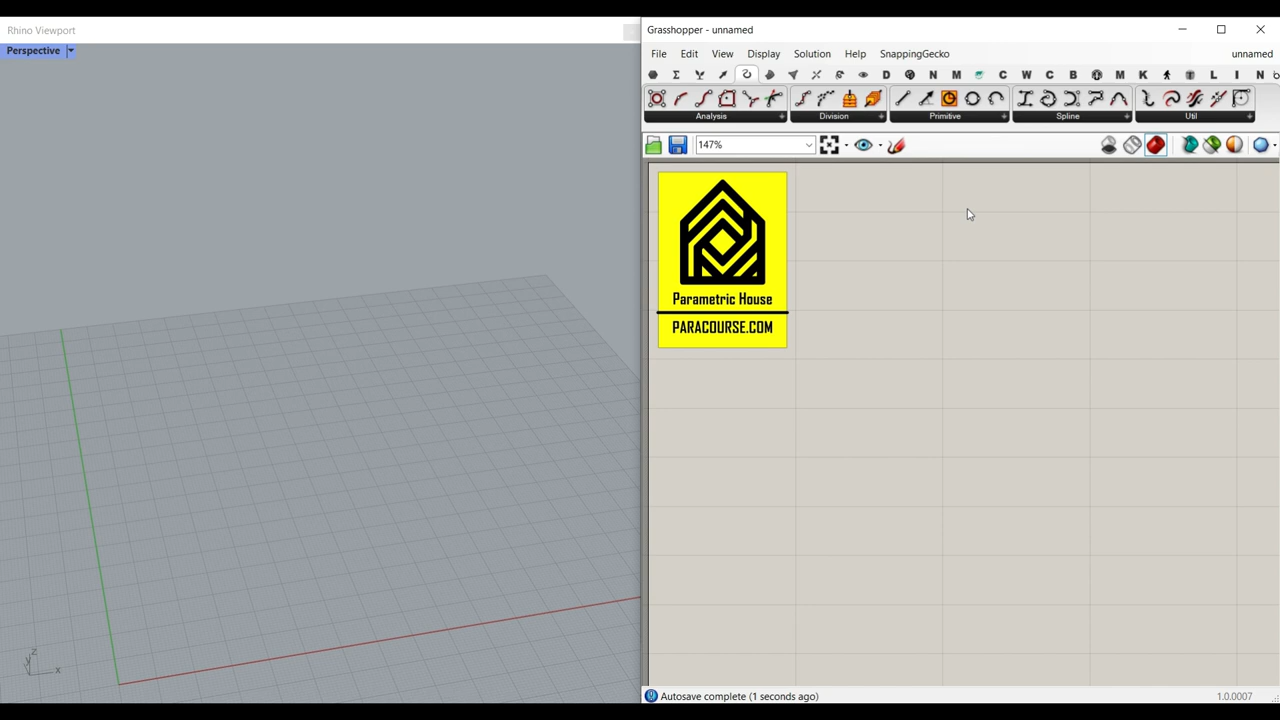 Rhino Viewport
Perspective
z
y
x
Grasshopper - unnamed
File Edit View Display Solution Help SnappingGecko unnamed
D N M C W C B M K L I N
Analysis Division Primitive Spline Util
147%
Parametric House
PARACOURSE.COM
Autosave complete (1 seconds ago) 1.0.0007